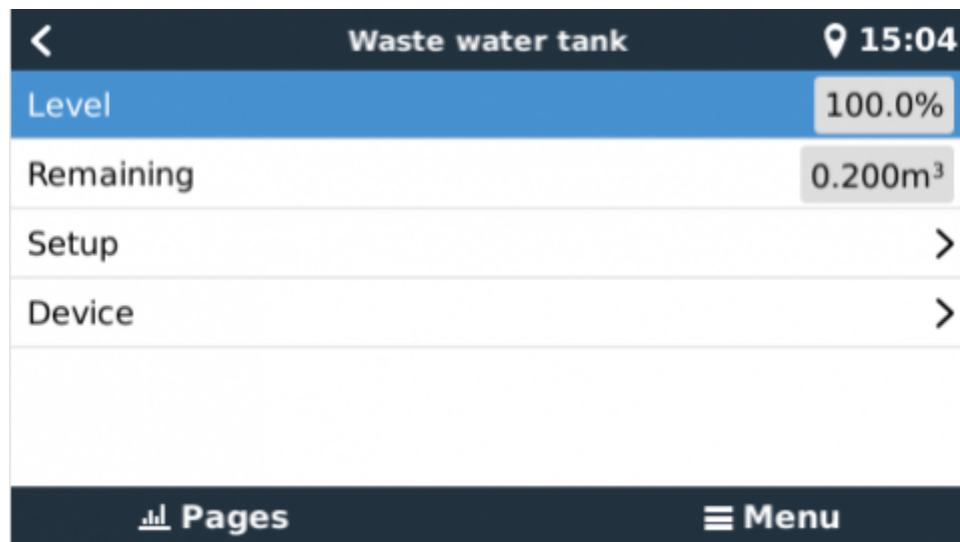 Waste water tank 15:04
Level 100.0%
Remaining 0.200m³
Setup
Device
Pages Menu